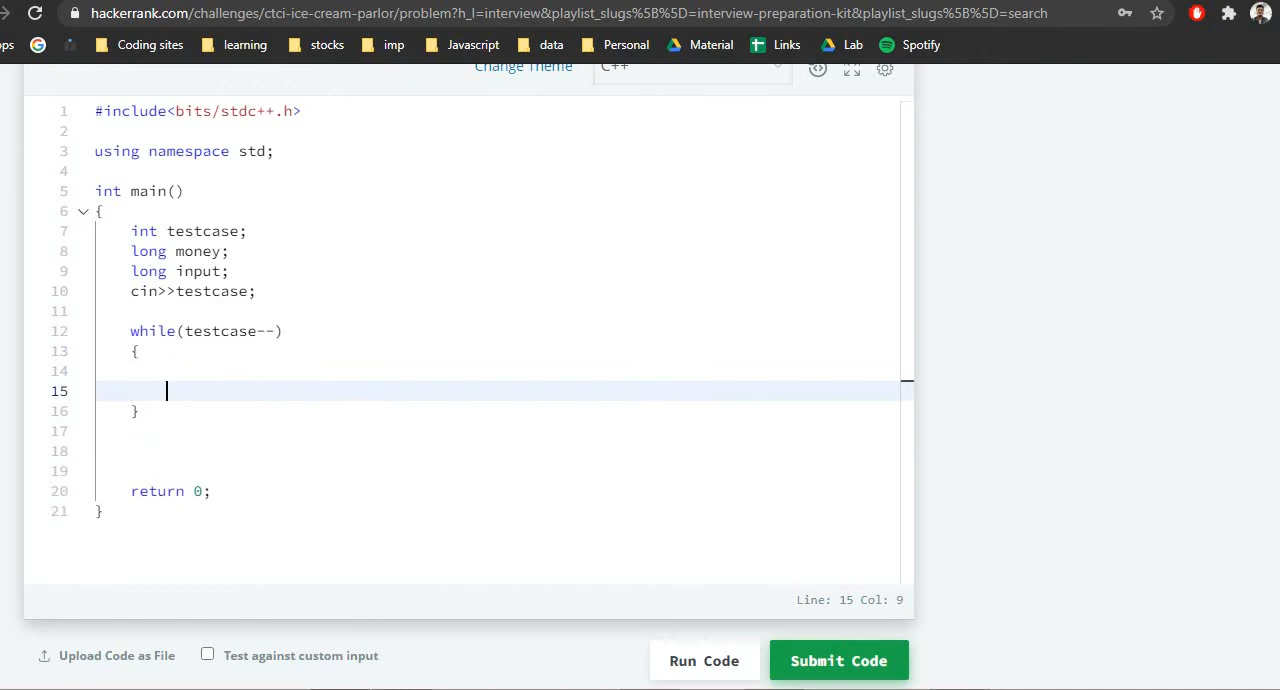 hackerrank.com/challenges/ctci-ice-cream-parlor/problem?h_l=interview&playlist_slugs%5B%5D=interview-preparation-kit&playlist_slugs%5B%5D=search
ps Coding sites learning stocks imp Javascript data Personal Material Links Lab Spotify
Change Theme C++
1 #include<bits/stdc++.h>
2
3 using namespace std;
4
5 int main()
6 {
7 int testcase;
8 long money;
9 long input;
10 cin>>testcase;
11
12 while(testcase--)
13 {
14
15
16 }
17
18
19
20 return 0;
21 }
Line: 15 Col: 9
Upload Code as File Test against custom input Run Code Submit Code